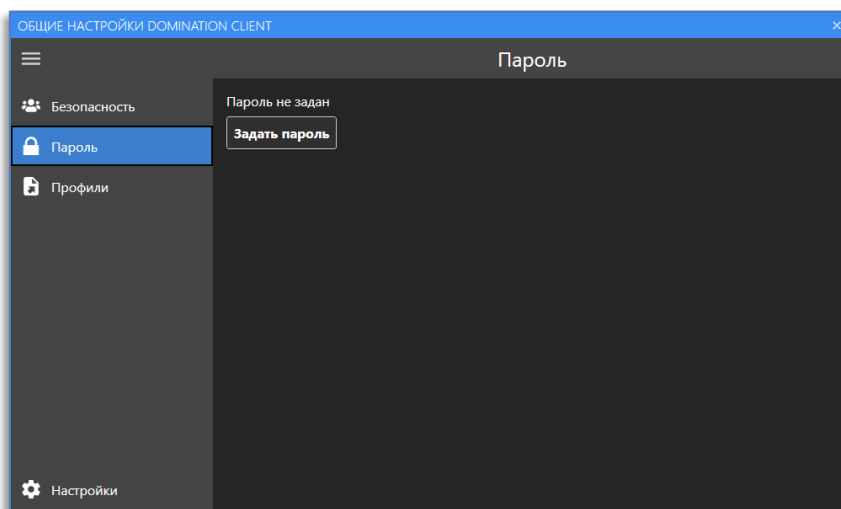 ОБЩИЕ НАСТРОЙКИ DOMINATION CLIENT
Пароль
Безопасность
Пароль
Профили
Настройки
Пароль не задан
Задать пароль